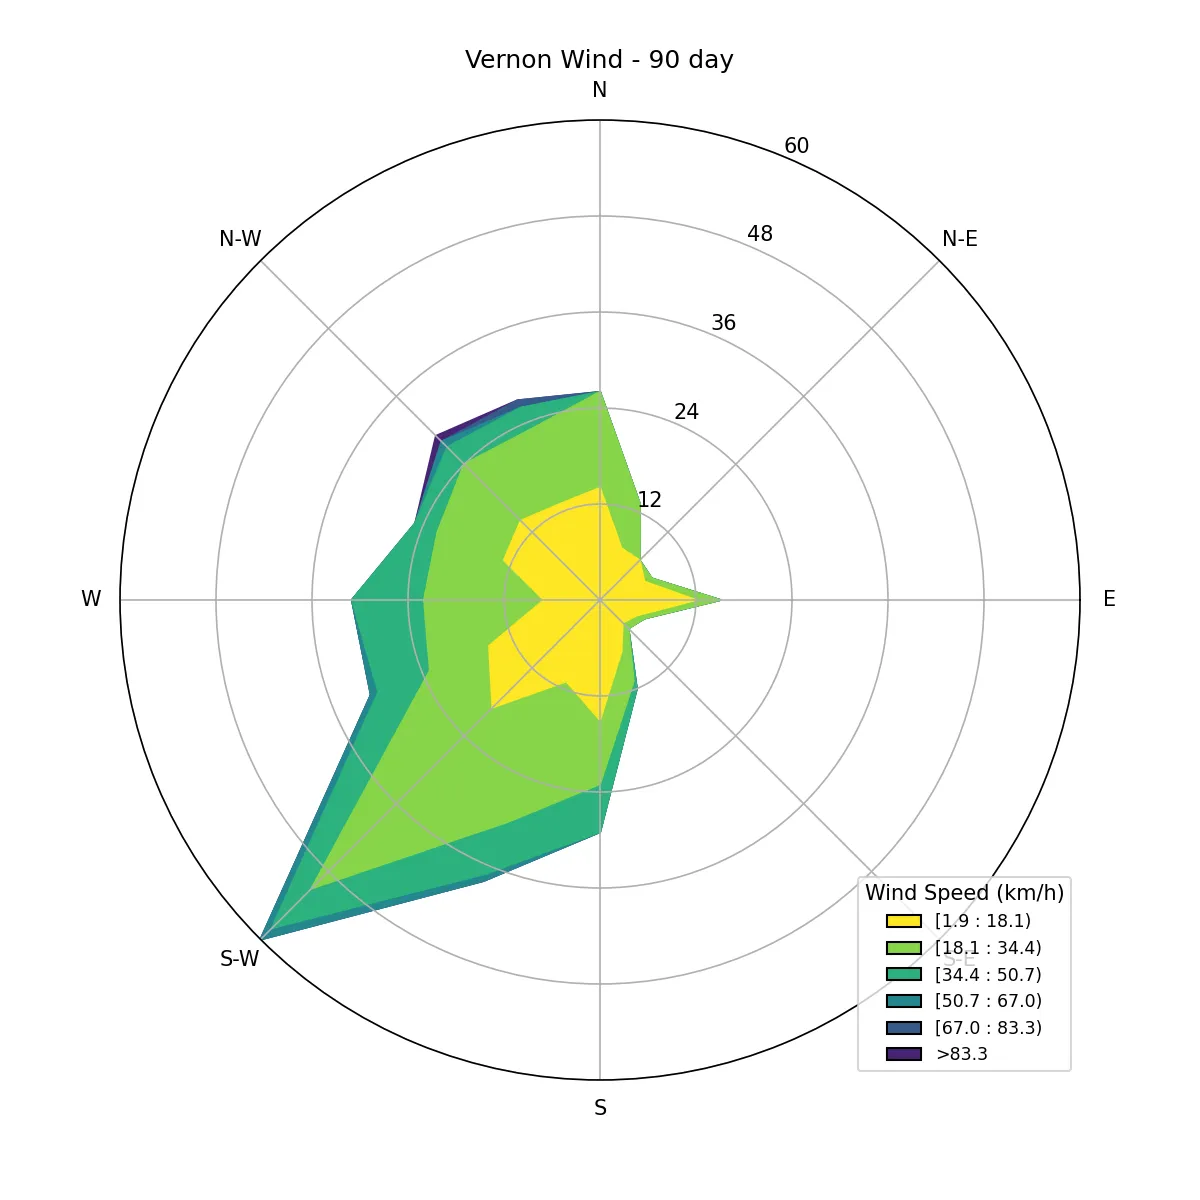 Vernon Wind - 90 day
N
60
N-W
N-E
48
36
24
12
W
E
S-W
S-E
S
Wind Speed (km/h)
[1.9 : 18.1)
[18.1 : 34.4)
[34.4 : 50.7)
[50.7 : 67.0)
[67.0 : 83.3)
>83.3